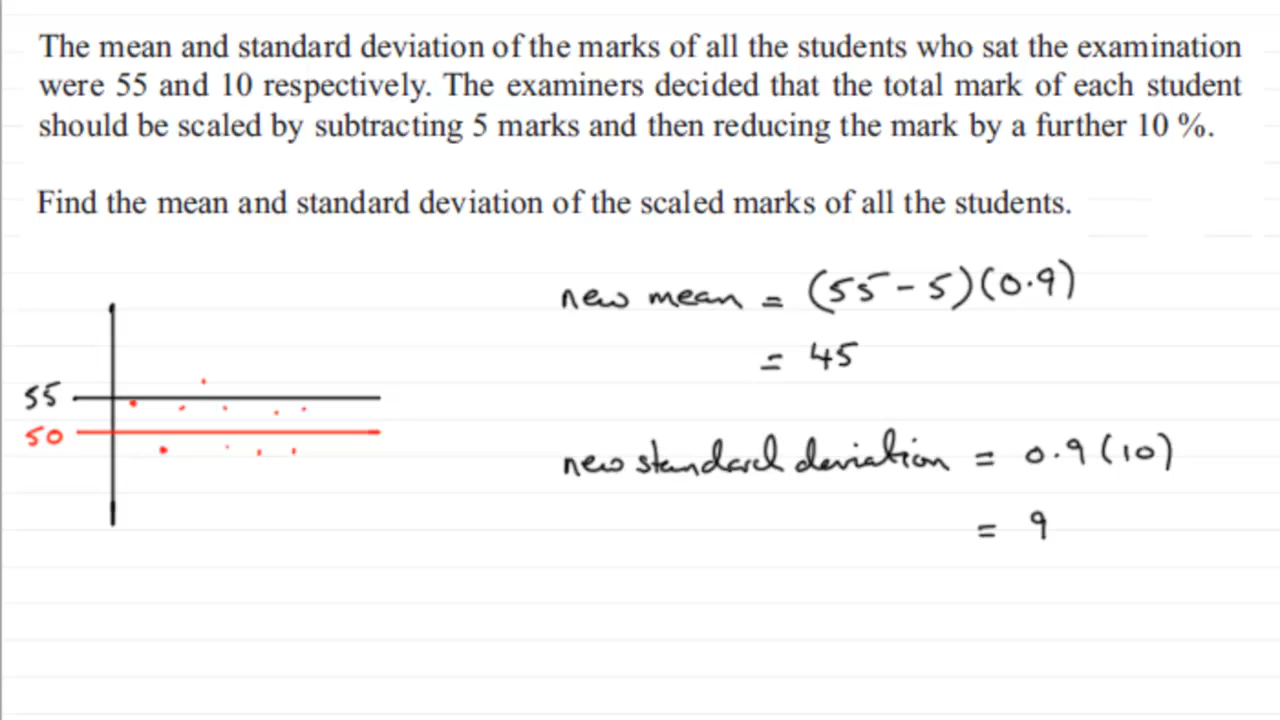 The mean and standard deviation of the marks of all the students who sat the examination
were 55 and 10 respectively. The examiners decided that the total mark of each student
should be scaled by subtracting 5 marks and then reducing the mark by a further 10 %.
Find the mean and standard deviation of the scaled marks of all the students.
new mean = (55 - 5)(0.9)
= 45
55
50
new standard deviation = 0.9 (10)
= 9